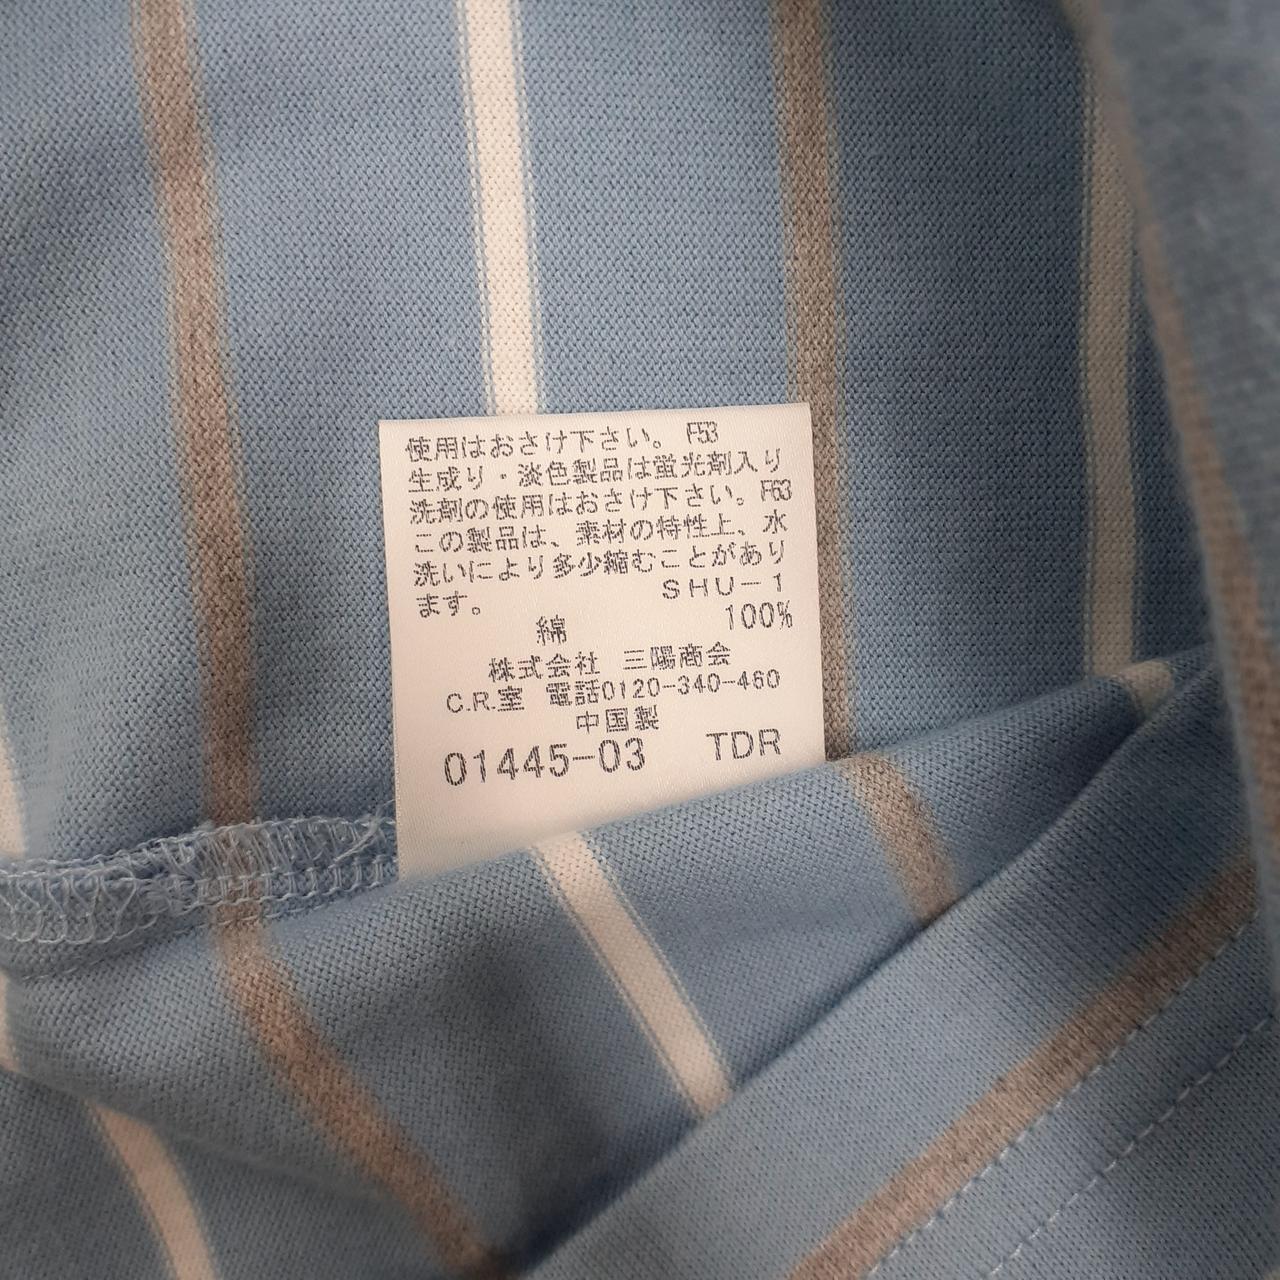 使用はおさけ下さい。 F53
生成り・淡色製品は蛍光剤入り
洗剤の使用はおさけ下さい。F63
この製品は、素材の特性上、水
洗いにより多少縮むことがあり
ます。 SHU-1
綿 100%
株式会社 三陽商会
C.R.室 電話0120-340-460
中国製
01445-03 TDR